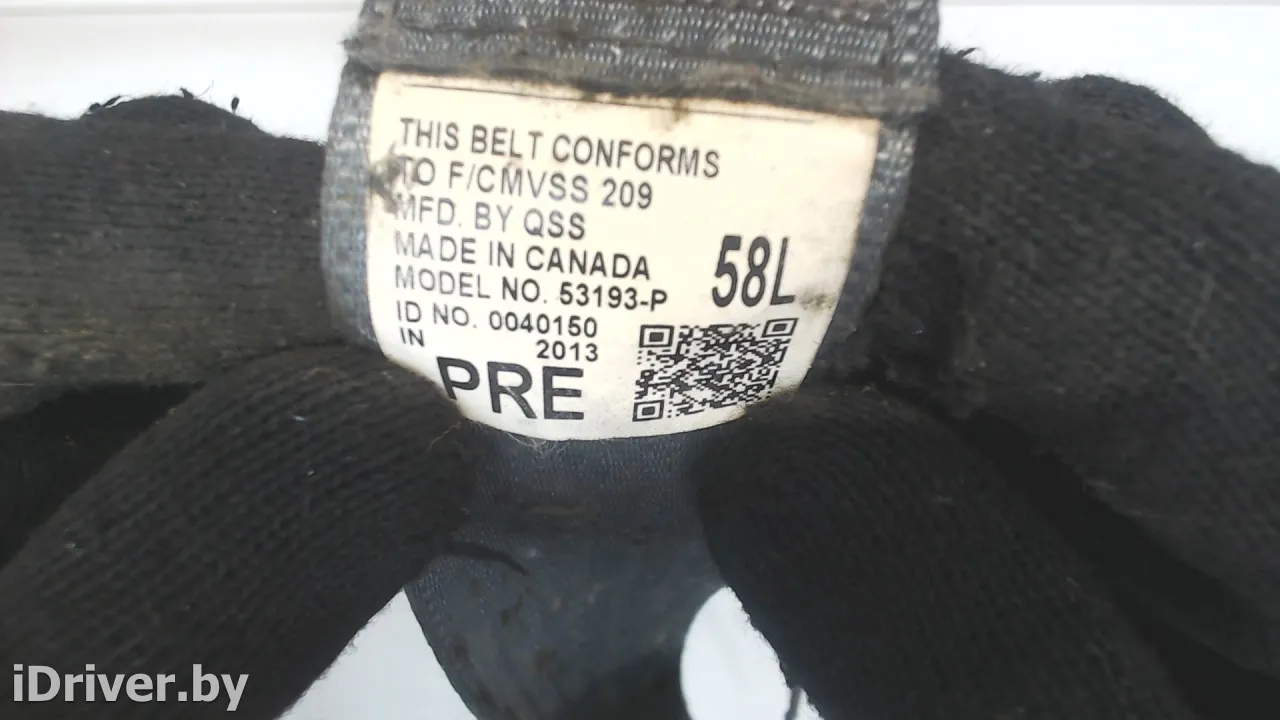 THIS BELT CONFORMS
TO F/CMVSS 209
MFD. BY QSS
MADE IN CANADA
MODEL NO. 53193-P
58L
ID NO. 0040150
IN 2013
PRE
iDriver.by